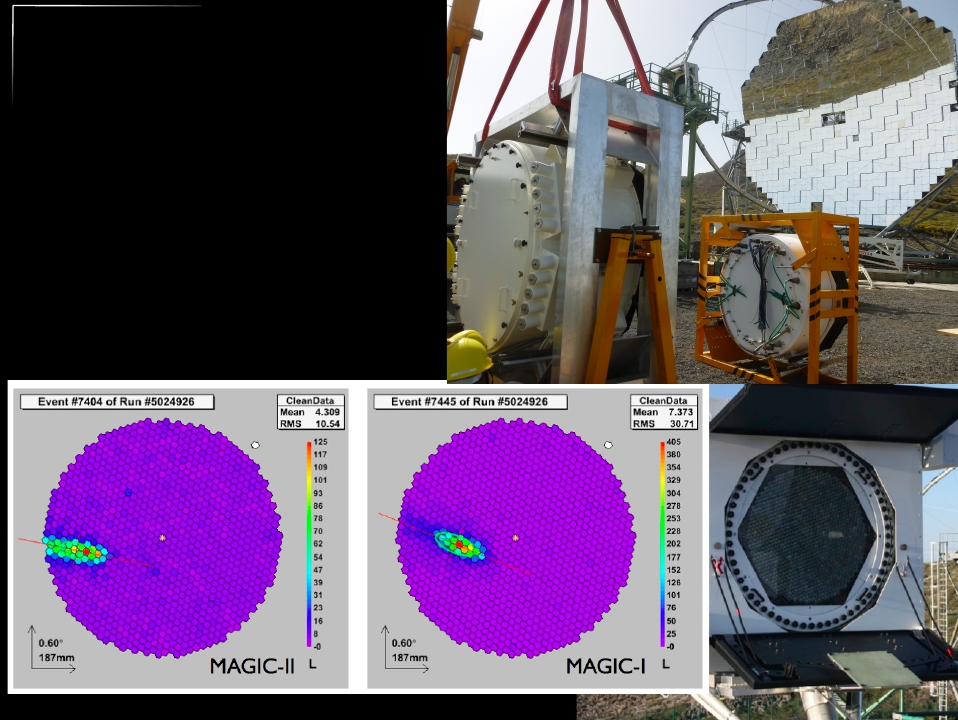 Event #7404 of Run #5024926
CleanData
Mean 4.309
RMS 10.54
125
117
109
101
93
86
78
70
62
54
47
39
31
23
16
8
-0
0.60°
187mm
MAGIC-II
L
Event #7445 of Run #5024926
CleanData
Mean 7.373
RMS 30.71
405
380
354
329
304
278
253
228
202
177
152
126
101
76
50
25
-0
0.60°
187mm
MAGIC-I
L